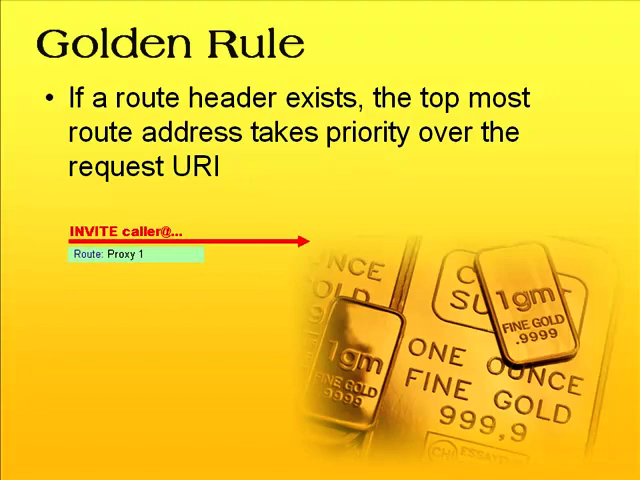 Golden Rule
• If a route header exists, the top most
route address takes priority over the
request URI
INVITE caller@...
Route: Proxy 1
OUNCE
GOLD
1gm
FINE GOLD
.9999
1gm
FINE GOLD
9999
ONE OUNCE
FINE GOLD
999,9